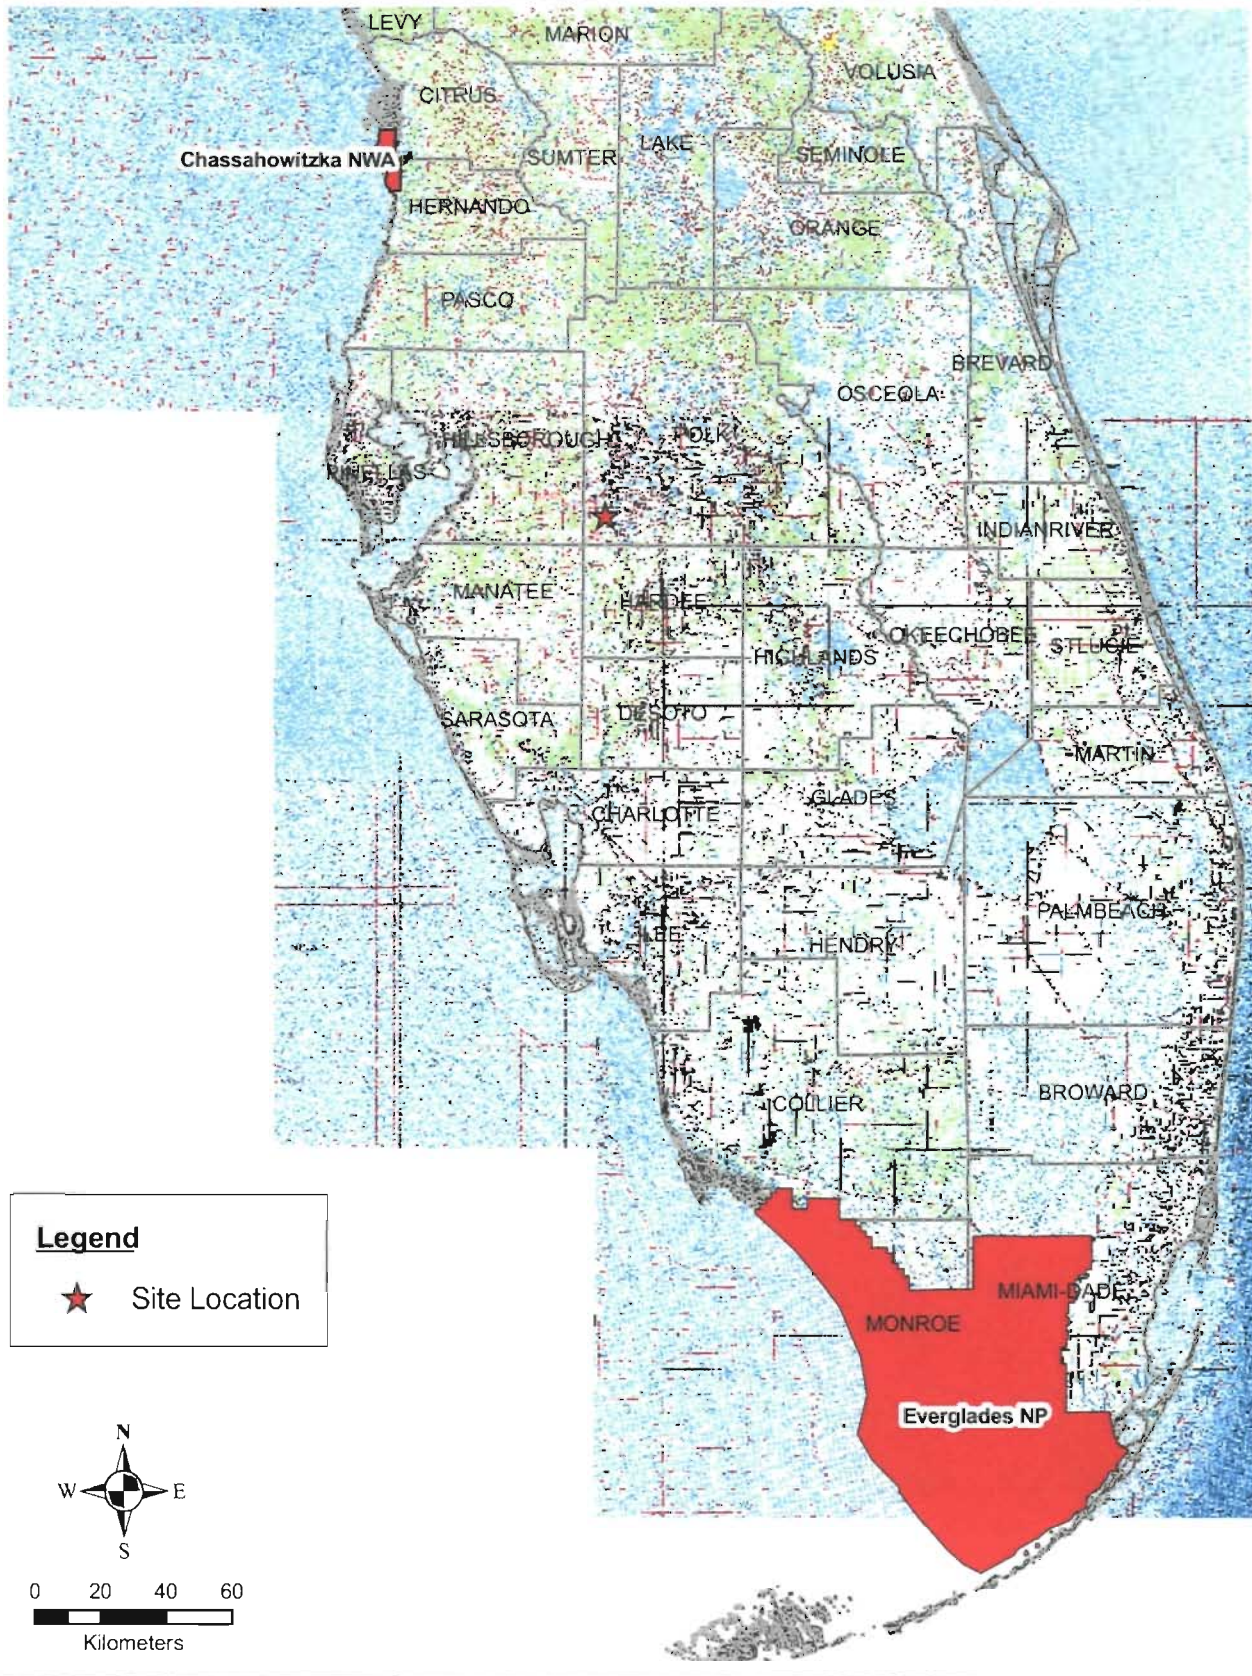 LEVY
MARION
VOLUSIA
CITRUS
LAKE
Chassahowitzka NWA
SUMTER
SEMINOLE
HERNANDO
ORANGE
PASCO
BREVARD
OSCEOLA
HILLSBOROUGH
POLK
PINELLAS
INDIANRIVER
MANATEE
HARDEE
OKEECHOBEE
STLUCIE
HIGHLANDS
SARASOTA
DESOTO
MARTIN
GLADES
CHARLOTTE
PALMBEACH
LEE
HENDRY
BROWARD
COLLIER
Legend
Site Location
MIAMI-DADE
MONROE
Everglades NP
N
W E
S
0 20 40 60
Kilometers